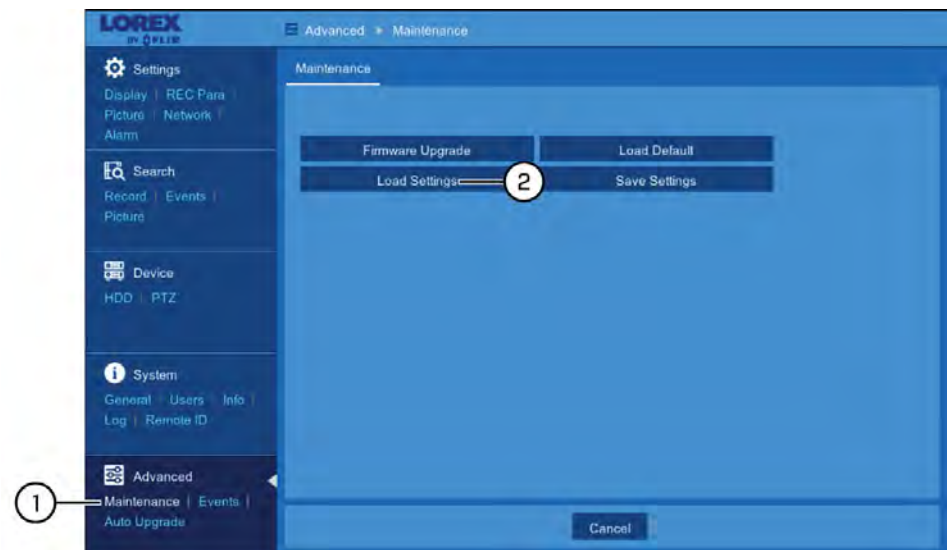 LOREX
BY FLIR
Advanced > Maintenance
Settings
Display | REC Para |
Picture | Network |
Alarm
Search
Record | Events |
Picture
Device
HDD | PTZ
System
General | Users | Info |
Log | Remote ID
Advanced
Maintenance | Events |
Auto Upgrade
1
Maintenance
Firmware Upgrade
Load Default
Load Settings
2
Save Settings
Cancel